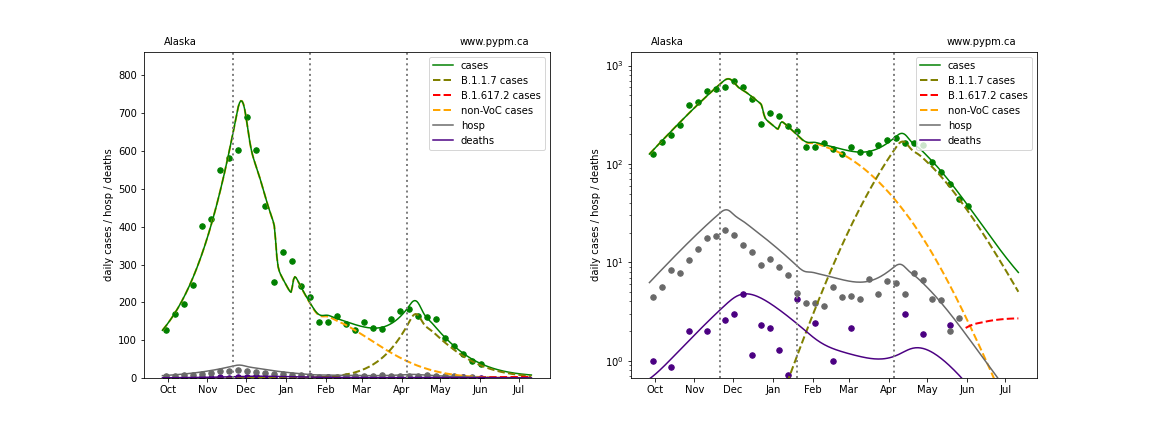 Alaska www.pypm.ca
daily cases / hosp / deaths
800
700
600
500
400
300
200
100
0
cases
B.1.1.7 cases
B.1.617.2 cases
non-VoC cases
hosp
deaths
Oct Nov Dec Jan Feb Mar Apr May Jun Jul
Alaska www.pypm.ca
daily cases / hosp / deaths
10³
10²
10¹
10⁰
cases
B.1.1.7 cases
B.1.617.2 cases
non-VoC cases
hosp
deaths
Oct Nov Dec Jan Feb Mar Apr May Jun Jul